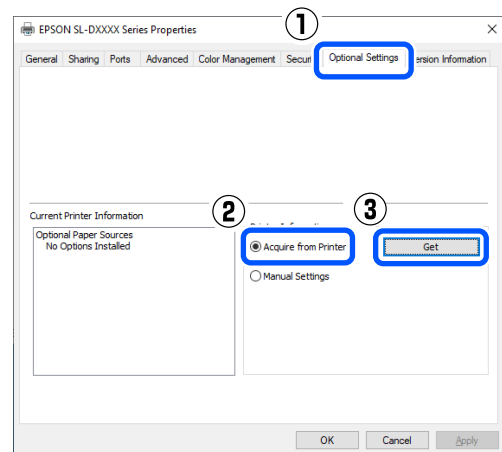 ①
EPSON SL-DXXXX Series Properties
General Sharing Ports Advanced Color Management Optional Settings Information
②
③
Current Printer Information
Optional Paper Sources
No Options Installed
Acquire from Printer
Get
Manual Settings
OK Cancel Apply